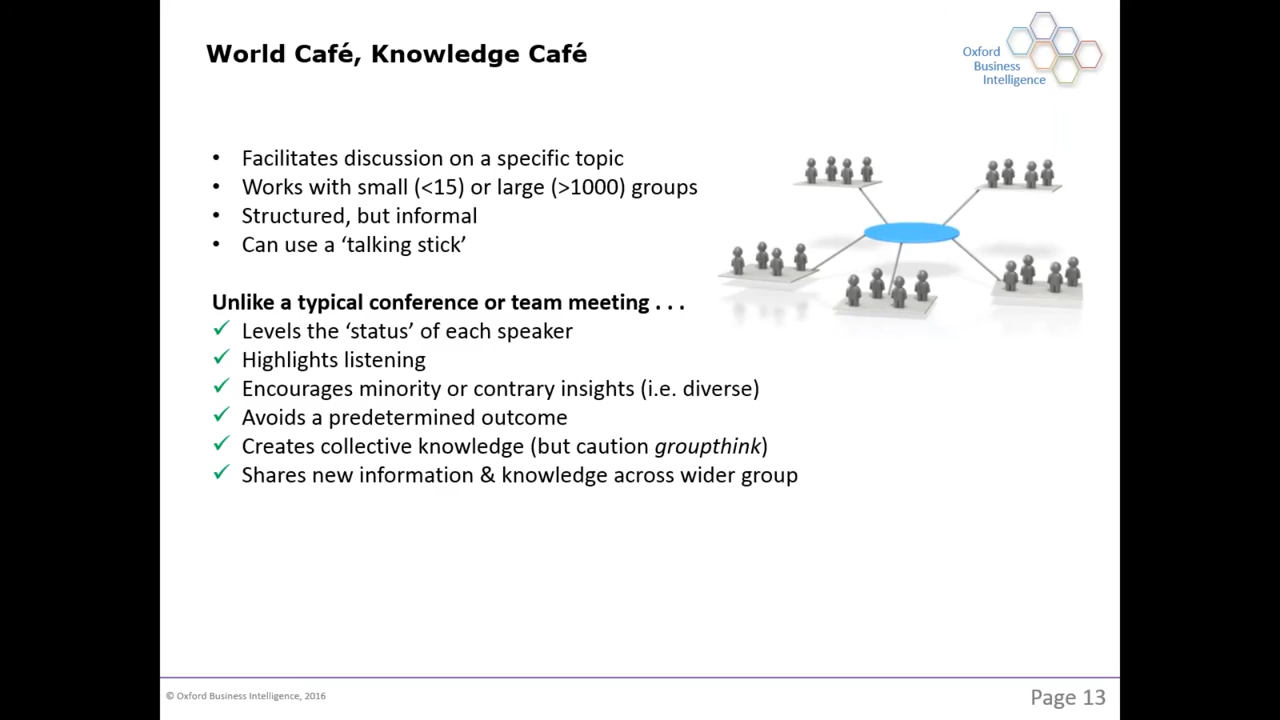 World Café, Knowledge Café
Oxford
Business
Intelligence
• Facilitates discussion on a specific topic
• Works with small (<15) or large (>1000) groups
• Structured, but informal
• Can use a ‘talking stick’
Unlike a typical conference or team meeting . . .
✓ Levels the ‘status’ of each speaker
✓ Highlights listening
✓ Encourages minority or contrary insights (i.e. diverse)
✓ Avoids a predetermined outcome
✓ Creates collective knowledge (but caution groupthink)
✓ Shares new information & knowledge across wider group
© Oxford Business Intelligence, 2016
Page 13